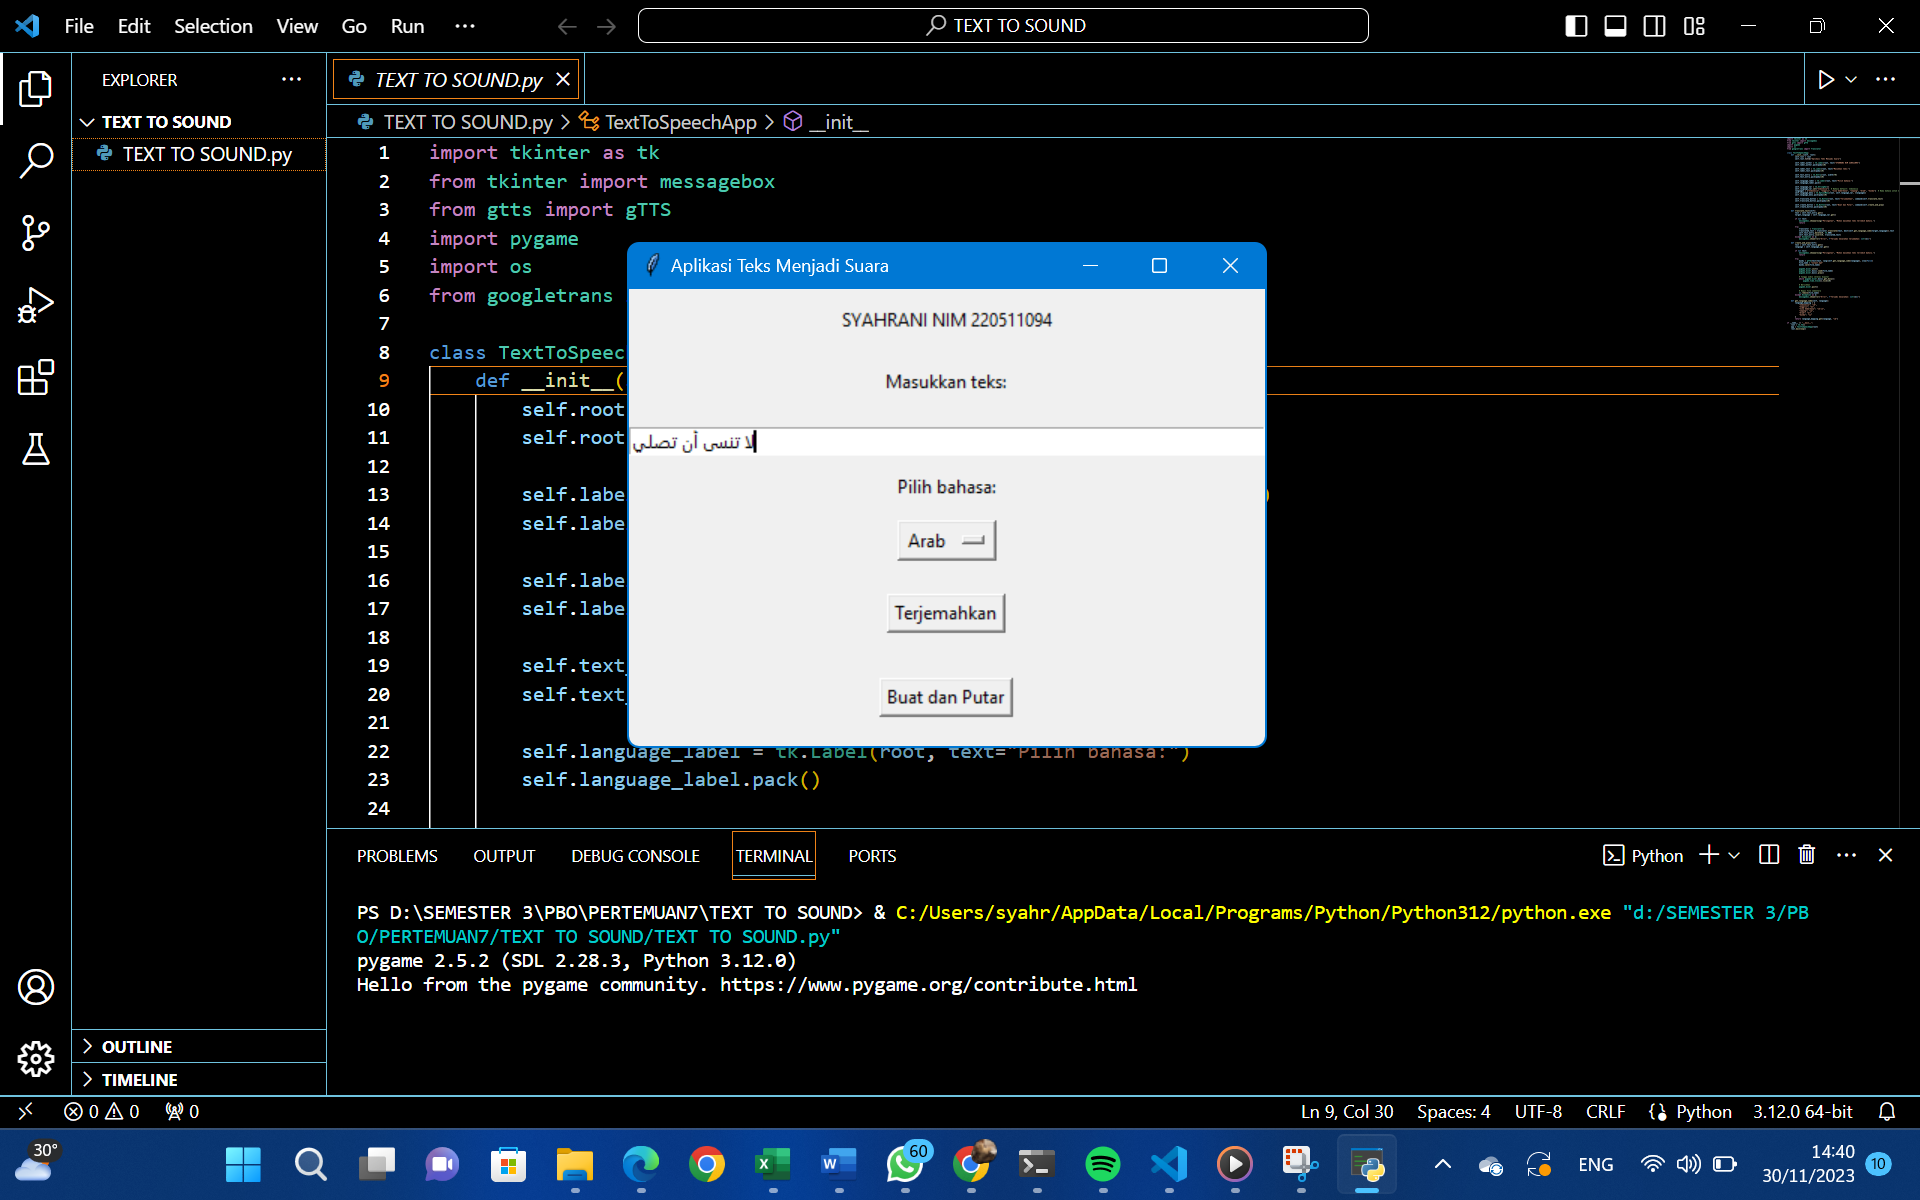 File Edit Selection View Go Run ···
TEXT TO SOUND
EXPLORER
TEXT TO SOUND
TEXT TO SOUND.py
TEXT TO SOUND.py
TEXT TO SOUND.py > TextToSpeechApp > __init__
1 import tkinter as tk
2 from tkinter import messagebox
3 from gtts import gTTS
4 import pygame
5 import os
6 from googletrans
7
8 class TextToSpeec
9 def __init__(
10 self.root
11 self.root
12
13 self.labe )
14 self.labe
15
16 self.labe
17 self.labe
18
19 self.text_
20 self.text_
21
22 self.language_label = tk.Label(root, text="Pilih bahasa:")
23 self.language_label.pack()
24
Aplikasi Teks Menjadi Suara
SYAHRANI NIM 220511094
Masukkan teks:
لا تنسى أن تصلي
Pilih bahasa:
Arab
Terjemahkan
Buat dan Putar
PROBLEMS OUTPUT DEBUG CONSOLE TERMINAL PORTS
Python
PS D:\SEMESTER 3\PBO\PERTEMUAN7\TEXT TO SOUND> & C:/Users/syahr/AppData/Local/Programs/Python/Python312/python.exe "d:/SEMESTER 3/PB
O/PERTEMUAN7/TEXT TO SOUND/TEXT TO SOUND.py"
pygame 2.5.2 (SDL 2.28.3, Python 3.12.0)
Hello from the pygame community. https://www.pygame.org/contribute.html
OUTLINE
TIMELINE
0 0 0
Ln 9, Col 30 Spaces: 4 UTF-8 CRLF Python 3.12.0 64-bit
30°
60
ENG
14:40
30/11/2023
10